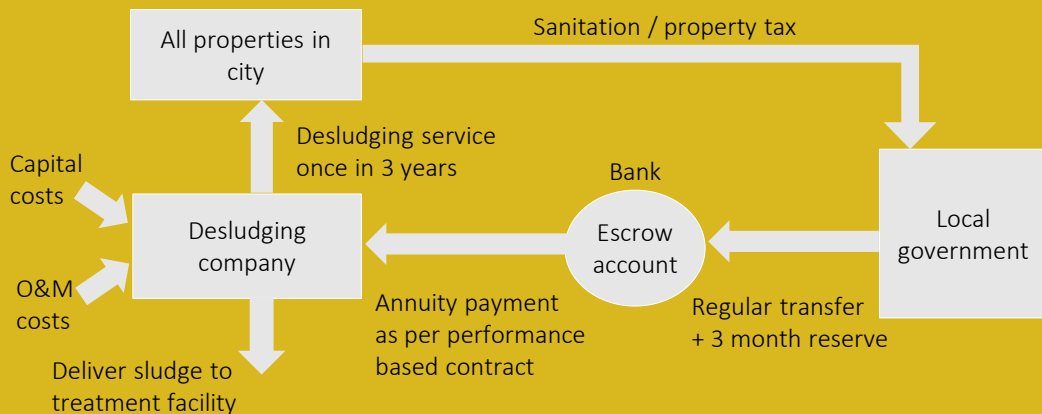 All properties in
city
Sanitation / property tax
Desludging service
once in 3 years
Capital
costs
Bank
Desludging
company
Escrow
account
Local
government
O&M
costs
Annuity payment
as per performance
based contract
Regular transfer
+ 3 month reserve
Deliver sludge to
treatment facility